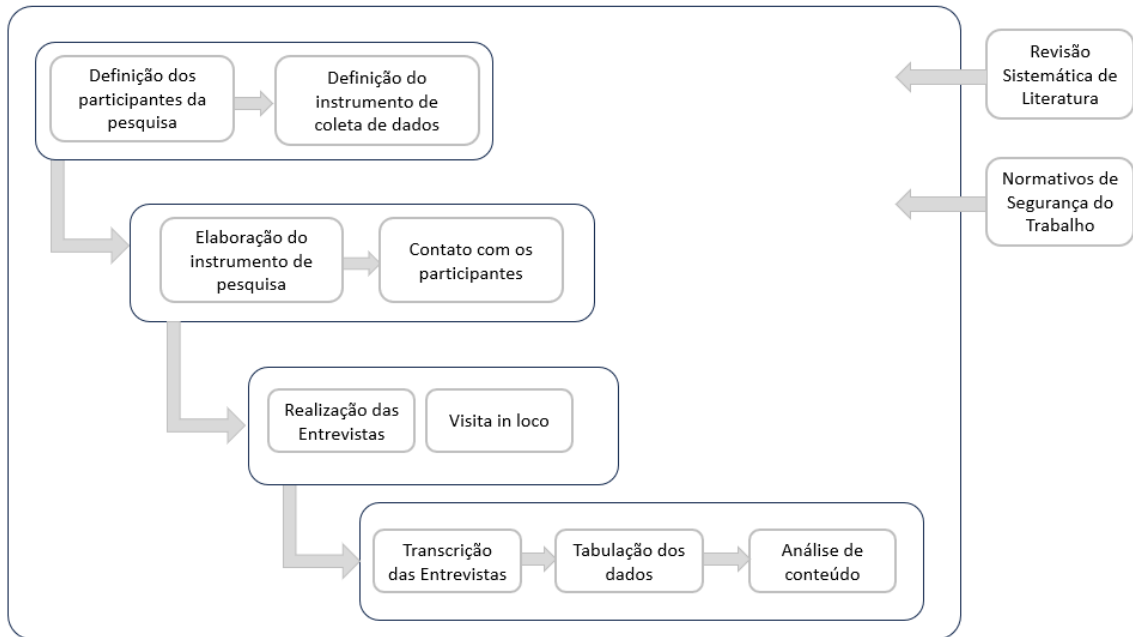 Definição dos
participantes da
pesquisa
Definição do
instrumento de
coleta de dados
Revisão
Sistemática de
Literatura
Normativos de
Segurança do
Trabalho
Elaboração do
instrumento de
pesquisa
Contato com os
participantes
Realização das
Entrevistas
Visita in loco
Transcrição
das Entrevistas
Tabulação dos
dados
Análise de
conteúdo